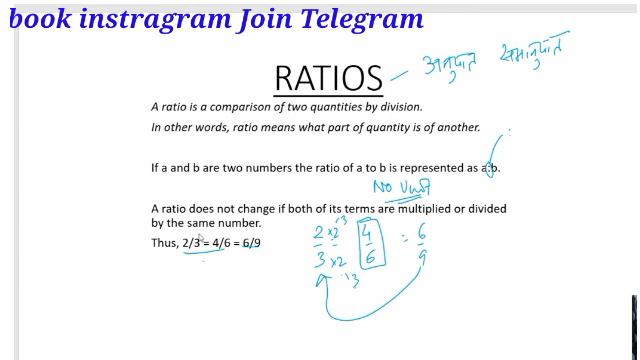 book instragram Join Telegram
RATIOS
अनुपात समानुपात
A ratio is a comparison of two quantities by division.
In other words, ratio means what part of quantity is of another.
If a and b are two numbers the ratio of a to b is represented as a:b.
No Unit
A ratio does not change if both of its terms are multiplied or divided
by the same number.
Thus, 2/3 = 4/6 = 6/9
2/3 ×2/×2 4/6 = 6/9
×3
×3